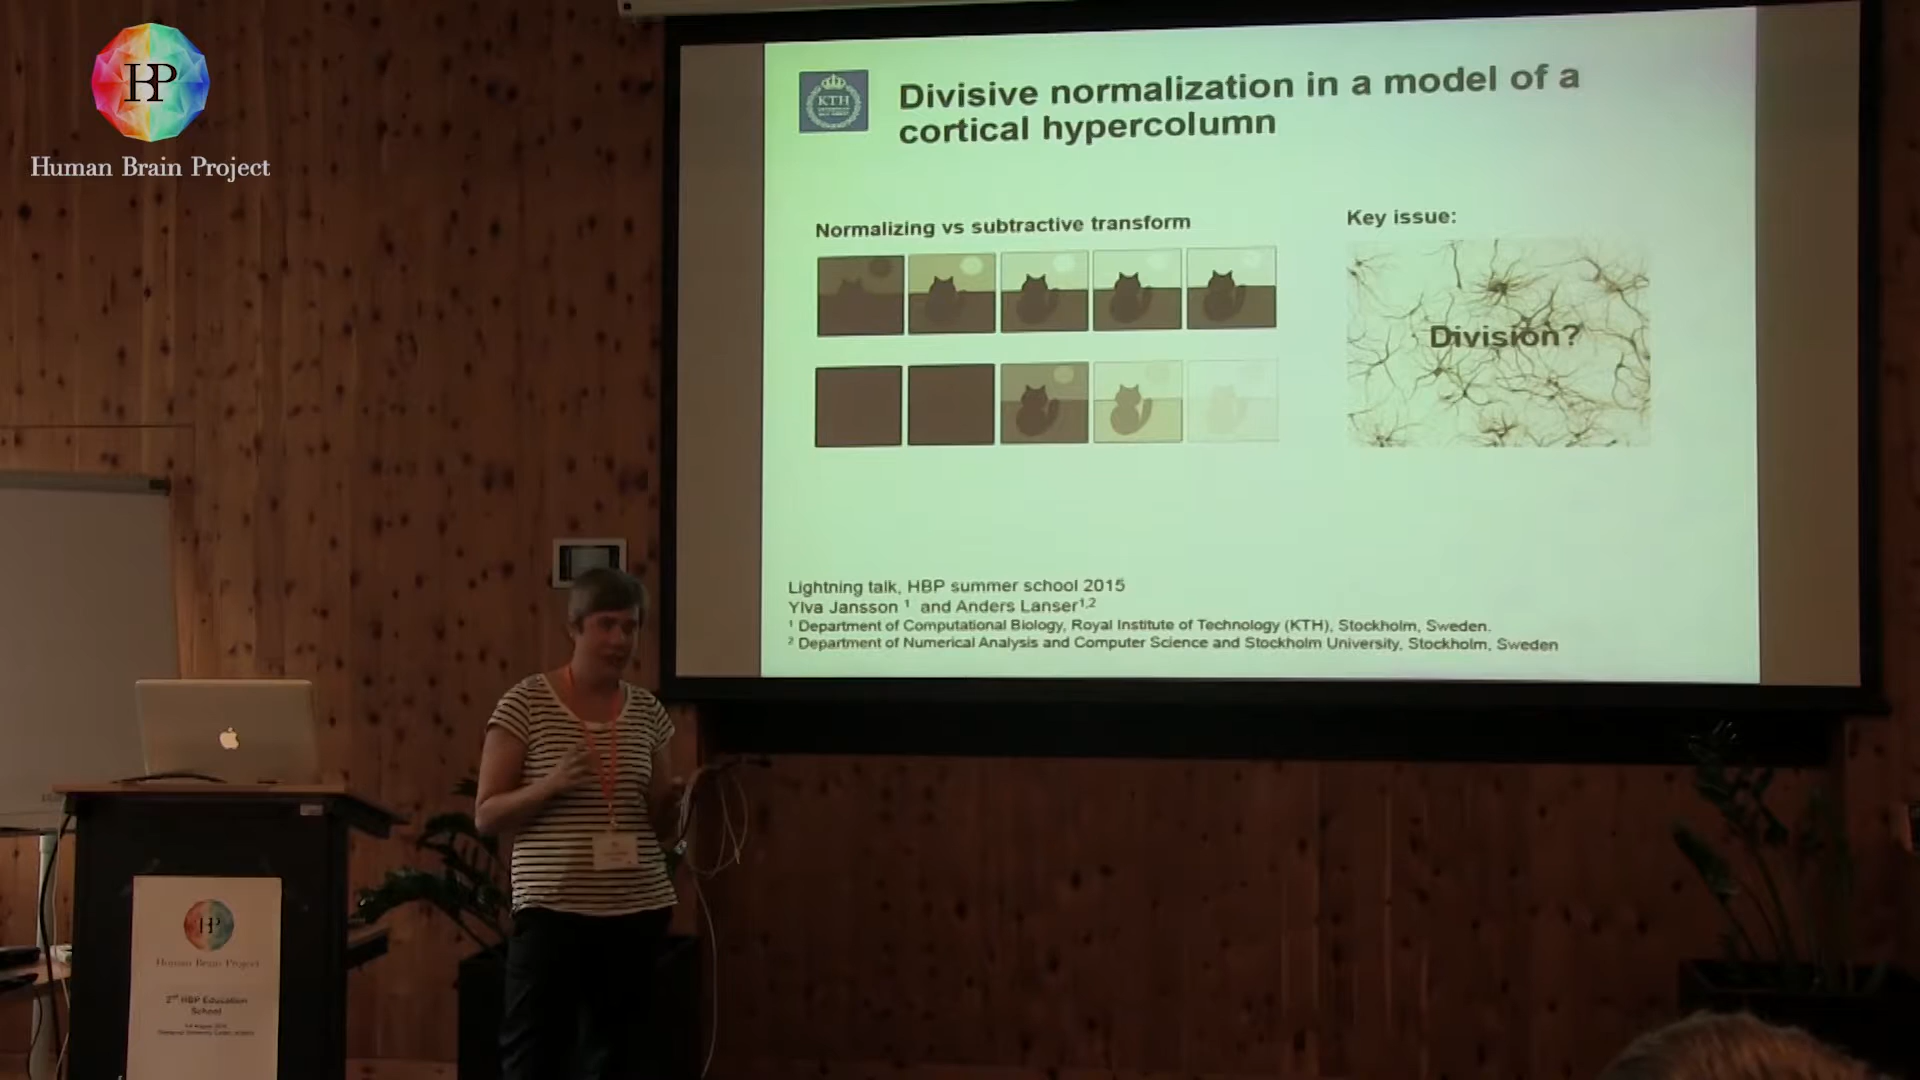 HBP
Human Brain Project
KTH
Divisive normalization in a model of a
cortical hypercolumn
Normalizing vs subtractive transform
Key issue:
Division?
Lightning talk, HBP summer school 2015
Ylva Jansson ¹ and Anders Lanser¹,²
¹ Department of Computational Biology, Royal Institute of Technology (KTH), Stockholm, Sweden.
² Department of Numerical Analysis and Computer Science and Stockholm University, Stockholm, Sweden
HBP
Human Brain Project
2nd HBP Education
School